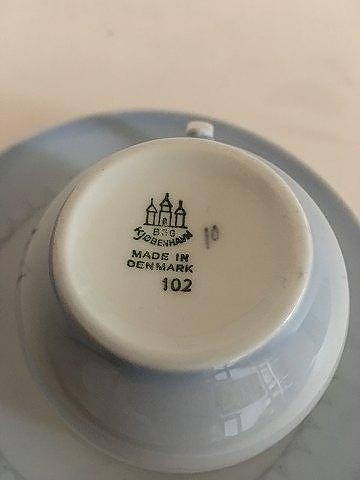 B&G
KJØBENHAVN
10
MADE IN
DENMARK
102